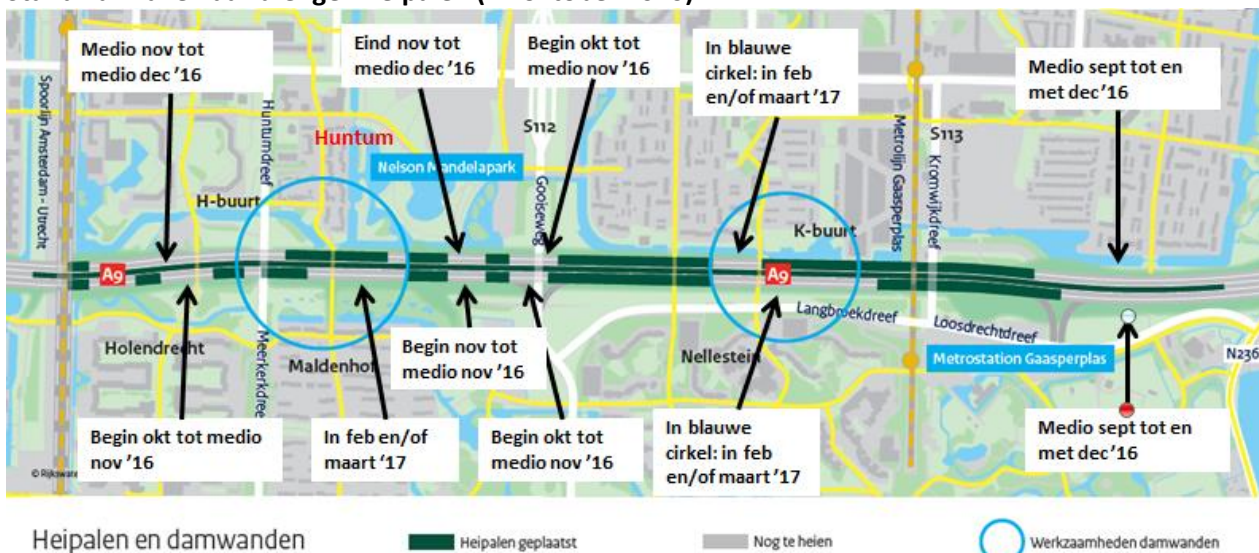 Medio nov tot
medio dec '16
Eind nov tot
medio dec '16
Begin okt tot
medio nov '16
In blauwe
cirkel: in feb
en/of maart '17
Medio sept tot en
met dec'16
Spoorlijn Amsterdam - Utrecht
Huntumdreef
Huntum
Nelson Mandelapark
S112
Gooiseweg
Metrolijn Gaasperplas
S113
Kromwijkdreef
H-buurt
K-buurt
A9
A9
Holendrecht
Meerkerkdreef
Maldenhof
Begin nov tot
medio nov '16
Nellestein
Langbroekdreef
Loosdrechtdreef
Metrostation Gaasperplas
N236
Begin okt tot medio
nov '16
In feb en/of
maart '17
Begin okt tot
medio nov '16
In blauwe
cirkel: in feb
en/of maart '17
Medio sept tot en
met dec'16
Heipalen en damwanden
Heipalen geplaatst
Nog te heien
Werkzaamheden damwanden